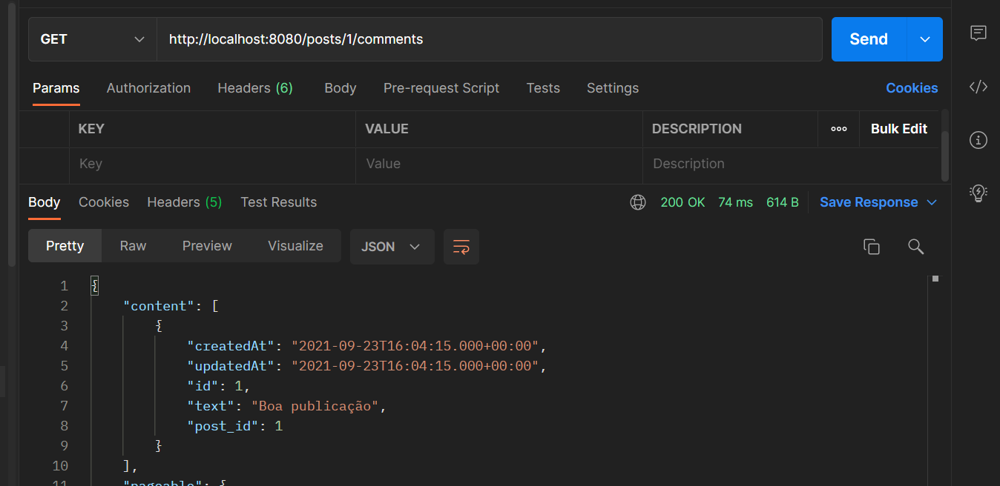 GET http://localhost:8080/posts/1/comments Send
Params Authorization Headers (6) Body Pre-request Script Tests Settings Cookies
KEY VALUE DESCRIPTION ooo Bulk Edit
Key Value Description
Body Cookies Headers (5) Test Results 200 OK 74 ms 614 B Save Response
Pretty Raw Preview Visualize JSON
1 {
2 "content": [
3 {
4 "createdAt": "2021-09-23T16:04:15.000+00:00",
5 "updatedAt": "2021-09-23T16:04:15.000+00:00",
6 "id": 1,
7 "text": "Boa publicação",
8 "post_id": 1
9 }
10 ],
11 "pageable": {